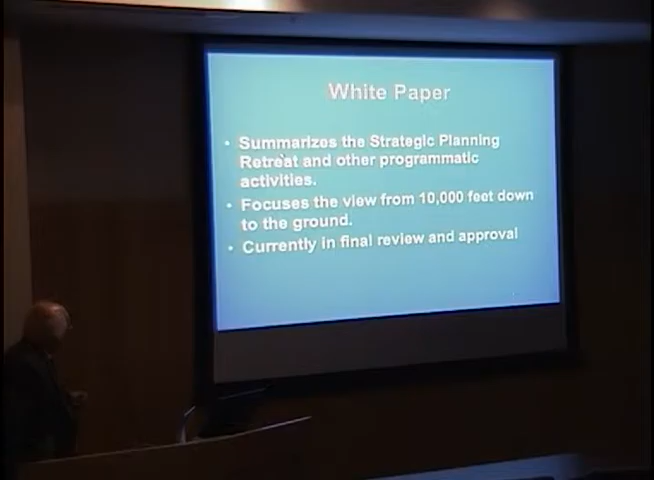 White Paper
• Summarizes the Strategic Planning
Retreat and other programmatic
activities.
• Focuses the view from 10,000 feet down
to the ground.
• Currently in final review and approval